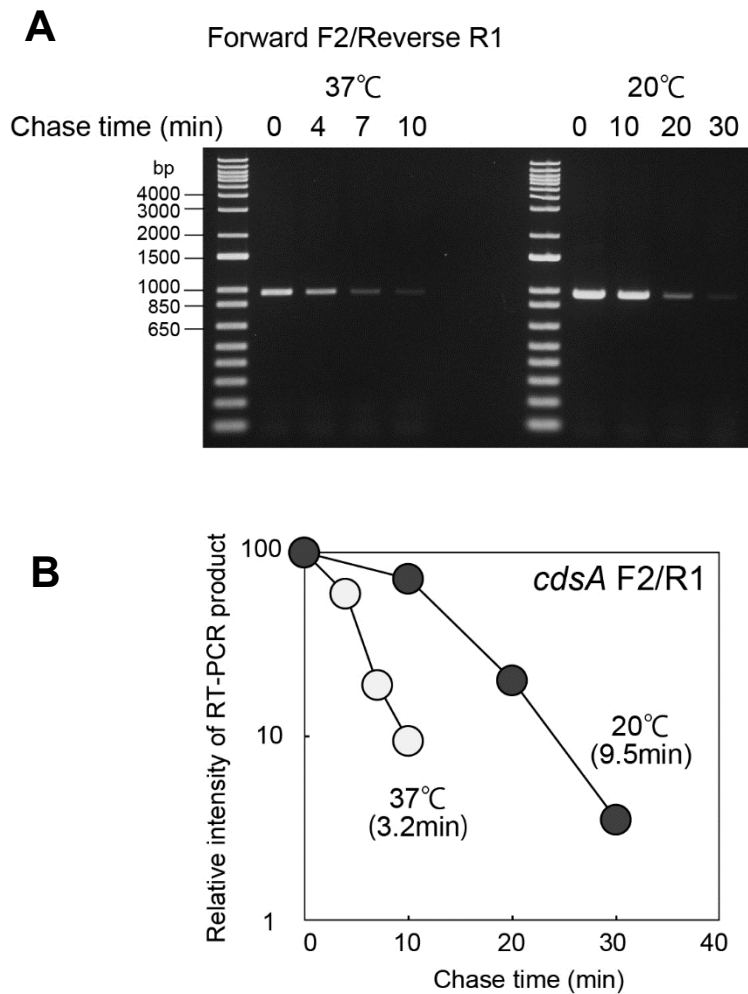 A
Forward F2/Reverse R1
37℃ 20℃
Chase time (min) 0 4 7 10 0 10 20 30
bp
4000
3000
2000
1500
1000
850
650
B
Relative intensity of RT-PCR product
100
10
1
cdsA F2/R1
20℃
(9.5min)
37℃
(3.2min)
0 10 20 30 40
Chase time (min)